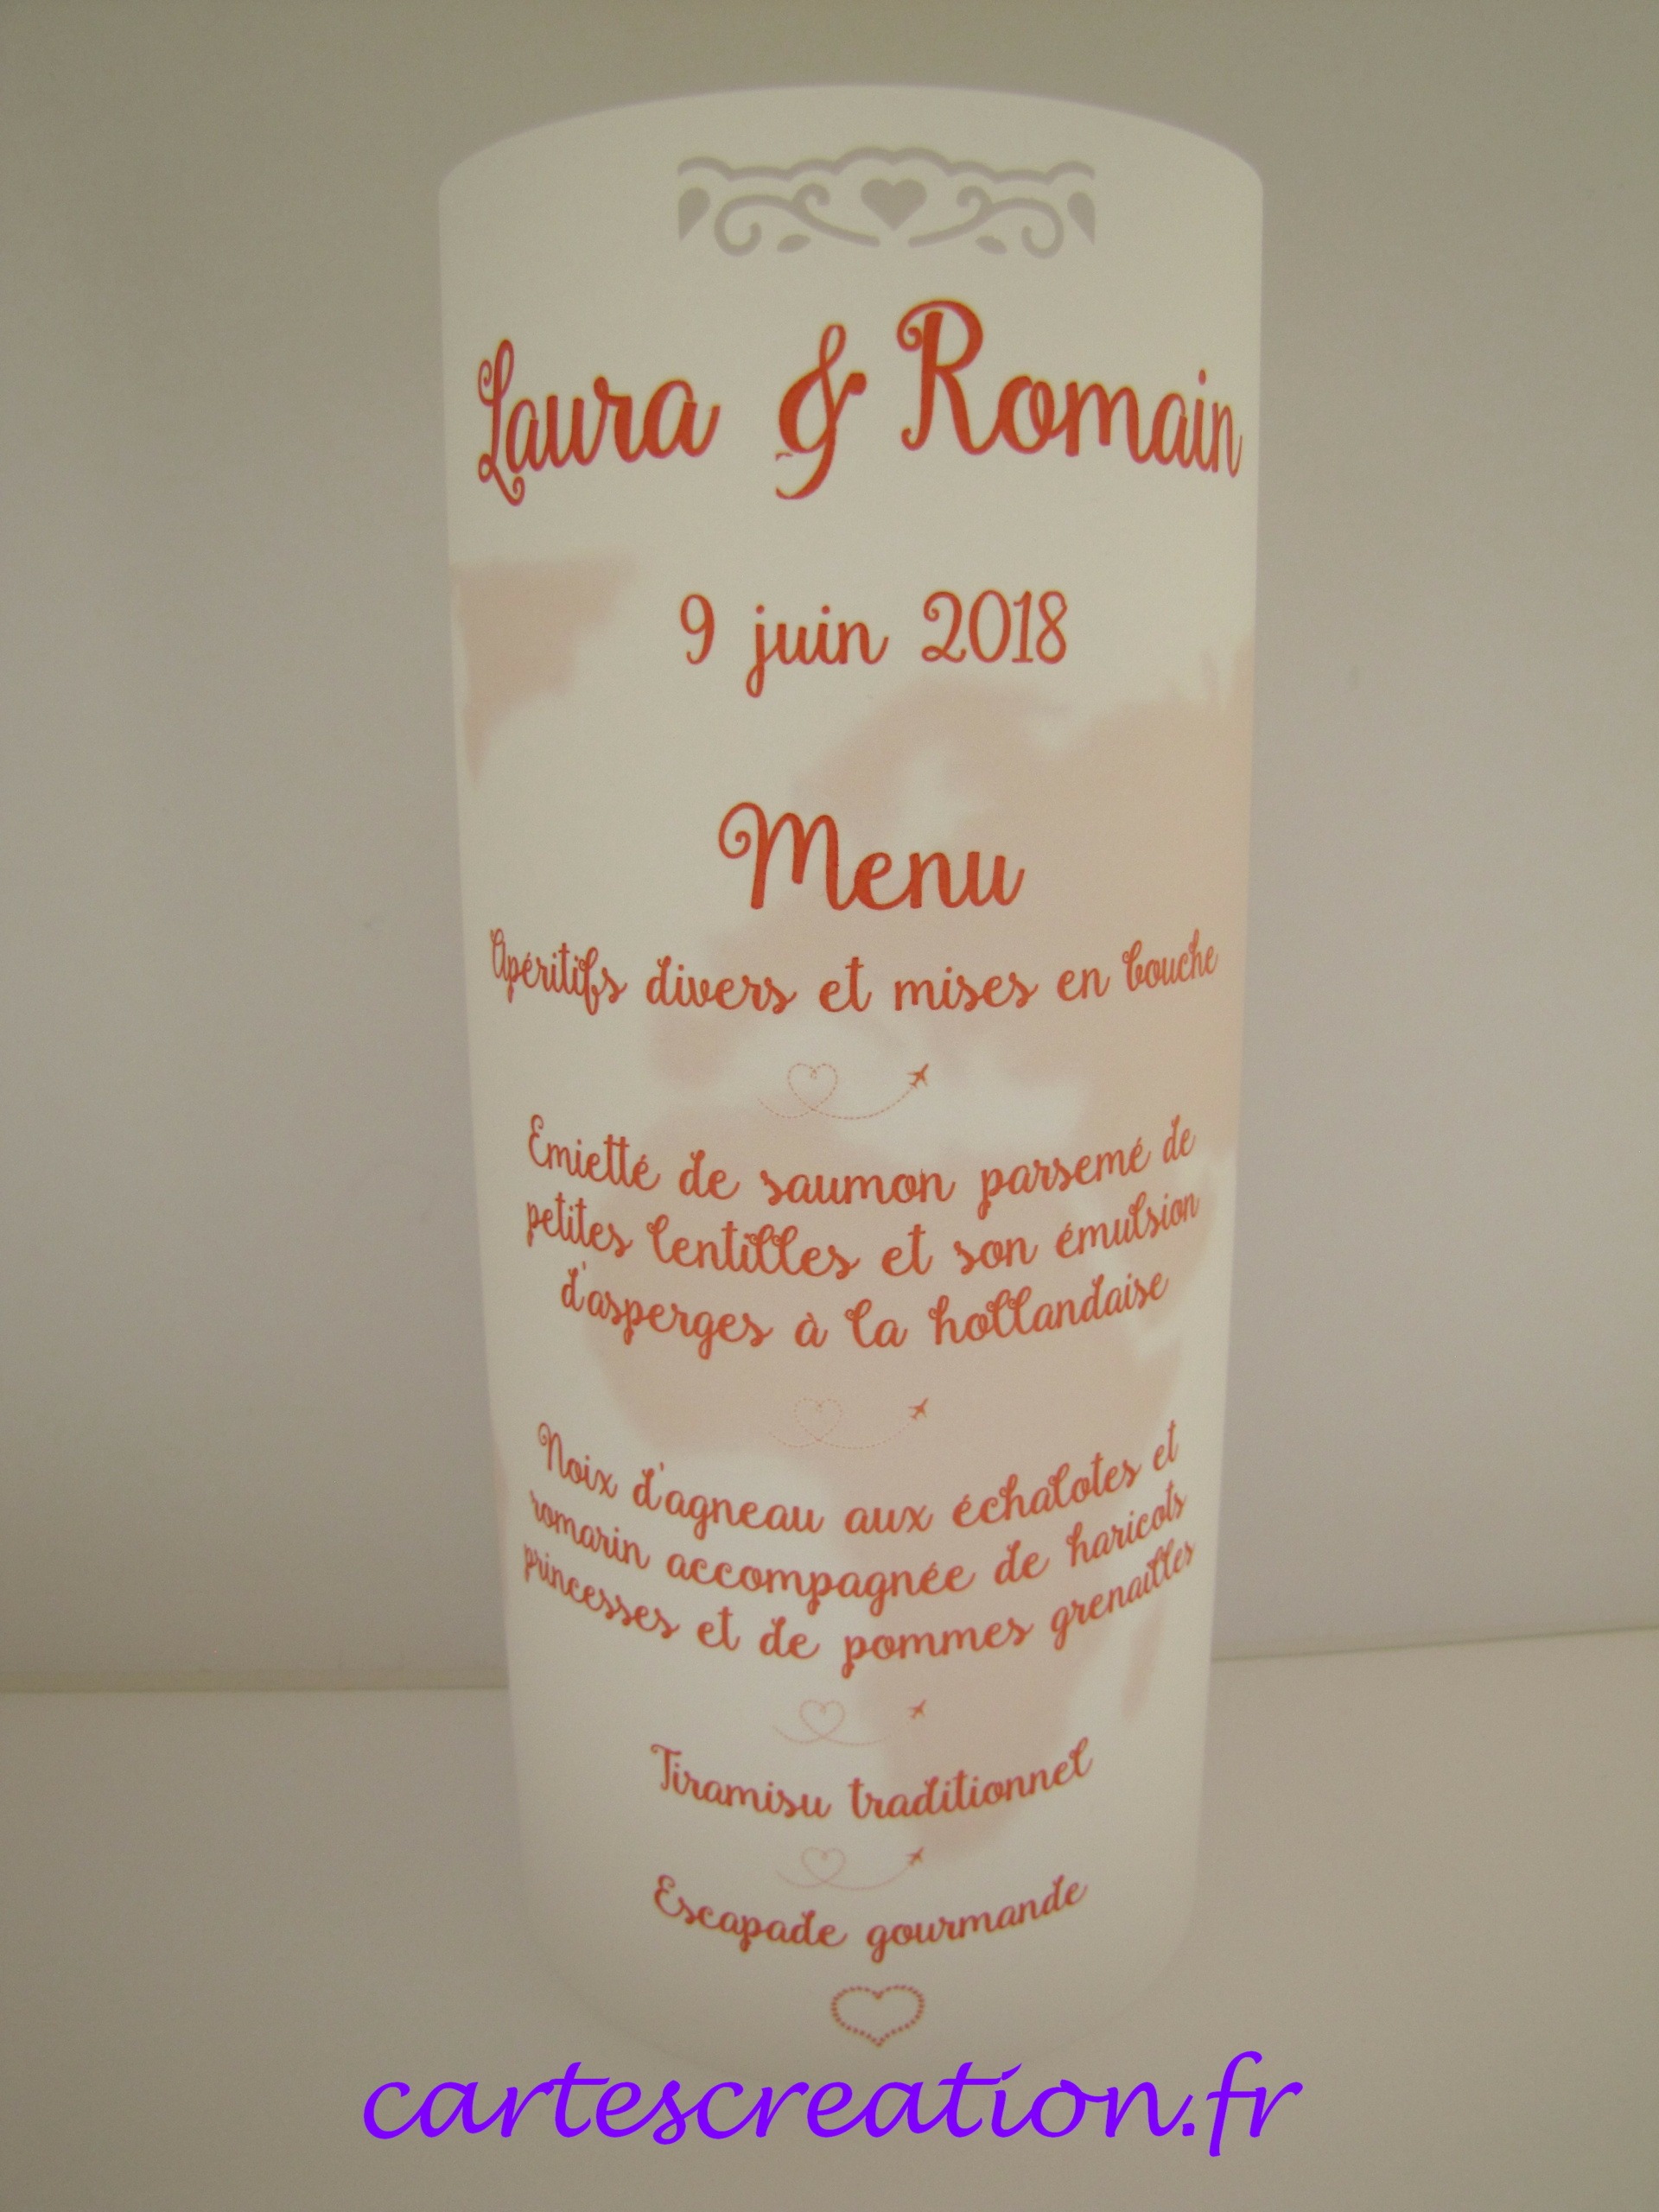 Laura & Romain
9 juin 2018
Menu
Apéritifs divers et mises en bouche
Emietté de saumon parsemé de
petites lentilles et son émulsion
d'asperges à la hollandaise
Noix d'agneau aux échalotes et
romarin accompagnée de haricots
princesses et de pommes grenailles
Tiramisu traditionnel
Escapade gourmande
cartescreation.fr